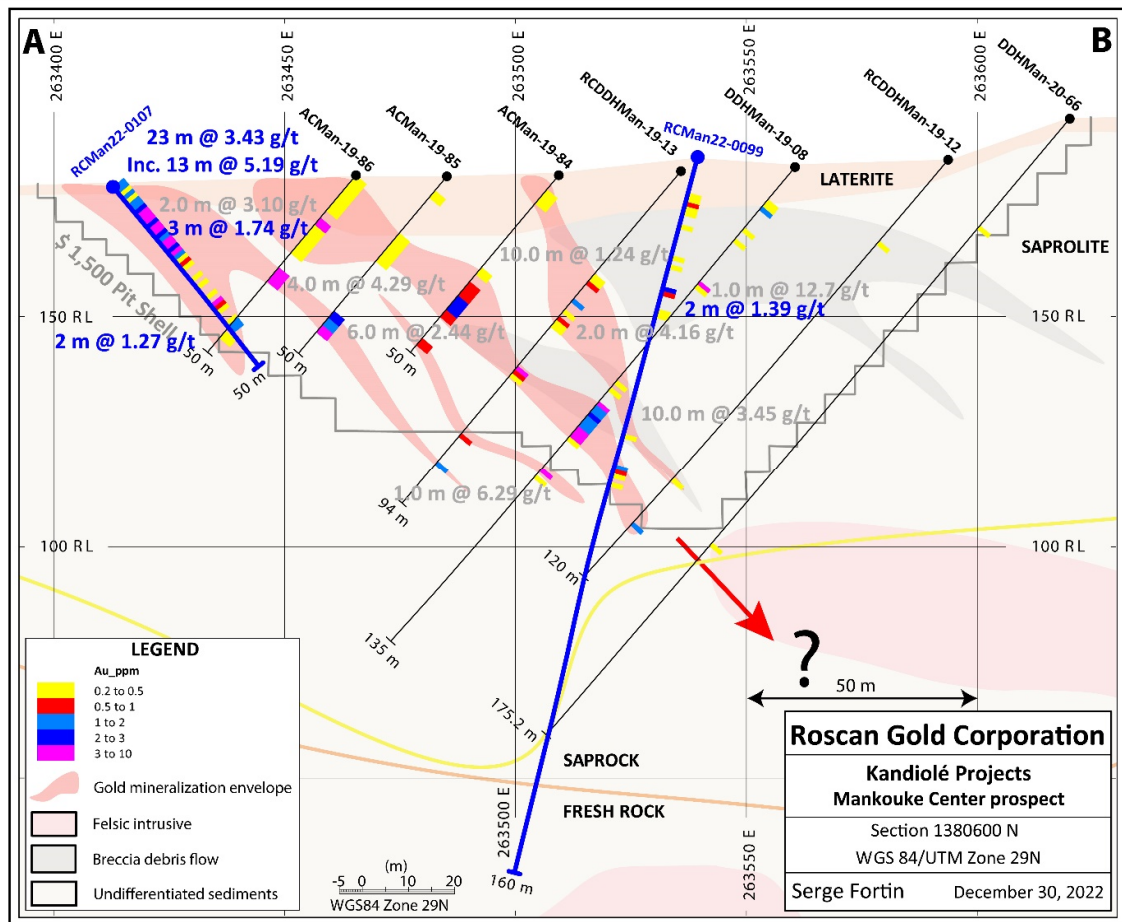 A
B
263400 E
263450 E
263500 E
263550 E
263600 E
RCMan22-0107
ACMan-19-86
ACMan-19-85
ACMan-19-84
RCDDHMan-19-13
RCMan22-0099
DDHMan-19-08
RCDDHMan-19-12
DDHMan-20-66
23 m @ 3.43 g/t
Inc. 13 m @ 5.19 g/t
2.0 m @ 3.10 g/t
3 m @ 1.74 g/t
LATERITE
SAPROLITE
$ 1,500 Pit Shell
4.0 m @ 4.29 g/t
10.0 m @ 1.24 g/t
1.0 m @ 12.7 g/t
2 m @ 1.39 g/t
150 RL
150 RL
2 m @ 1.27 g/t
6.0 m @ 2.44 g/t
2.0 m @ 4.16 g/t
50 m
50 m
50 m
50 m
10.0 m @ 3.45 g/t
1.0 m @ 6.29 g/t
94 m
100 RL
100 RL
120 m
135 m
?
50 m
175.2 m
SAPROCK
FRESH ROCK
263500 E
263550 E
160 m
LEGEND
Au_ppm
0.2 to 0.5
0.5 to 1
1 to 2
2 to 3
3 to 10
Gold mineralization envelope
Felsic intrusive
Breccia debris flow
Undifferentiated sediments
(m)
-5 0 10 20
WGS84 Zone 29N
Roscan Gold Corporation
Kandiolé Projects
Mankouke Center prospect
Section 1380600 N
WGS 84/UTM Zone 29N
Serge Fortin December 30, 2022